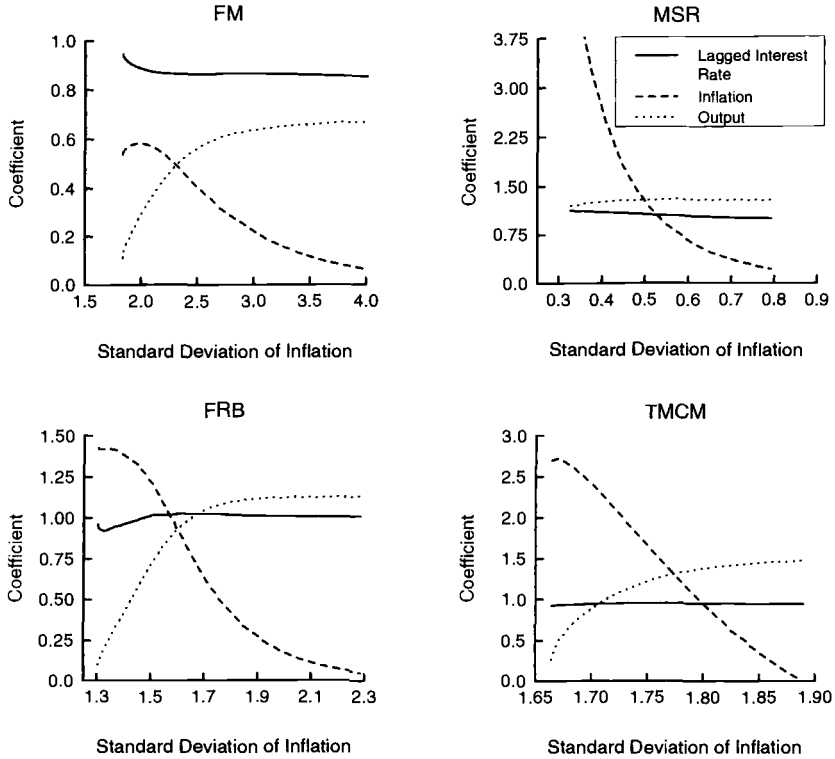 FM
1.0
0.8
0.6
0.4
0.2
0.0
Coefficient
1.5 2.0 2.5 3.0 3.5 4.0
Standard Deviation of Inflation
MSR
3.75
3.00
2.25
1.50
0.75
0.0
Coefficient
Lagged Interest
Rate
Inflation
Output
0.3 0.4 0.5 0.6 0.7 0.8 0.9
Standard Deviation of Inflation
FRB
1.50
1.25
1.00
0.75
0.50
0.25
0.0
Coefficient
1.3 1.5 1.7 1.9 2.1 2.3
Standard Deviation of Inflation
TMCM
3.0
2.5
2.0
1.5
1.0
0.5
0.0
Coefficient
1.65 1.70 1.75 1.80 1.85 1.90
Standard Deviation of Inflation